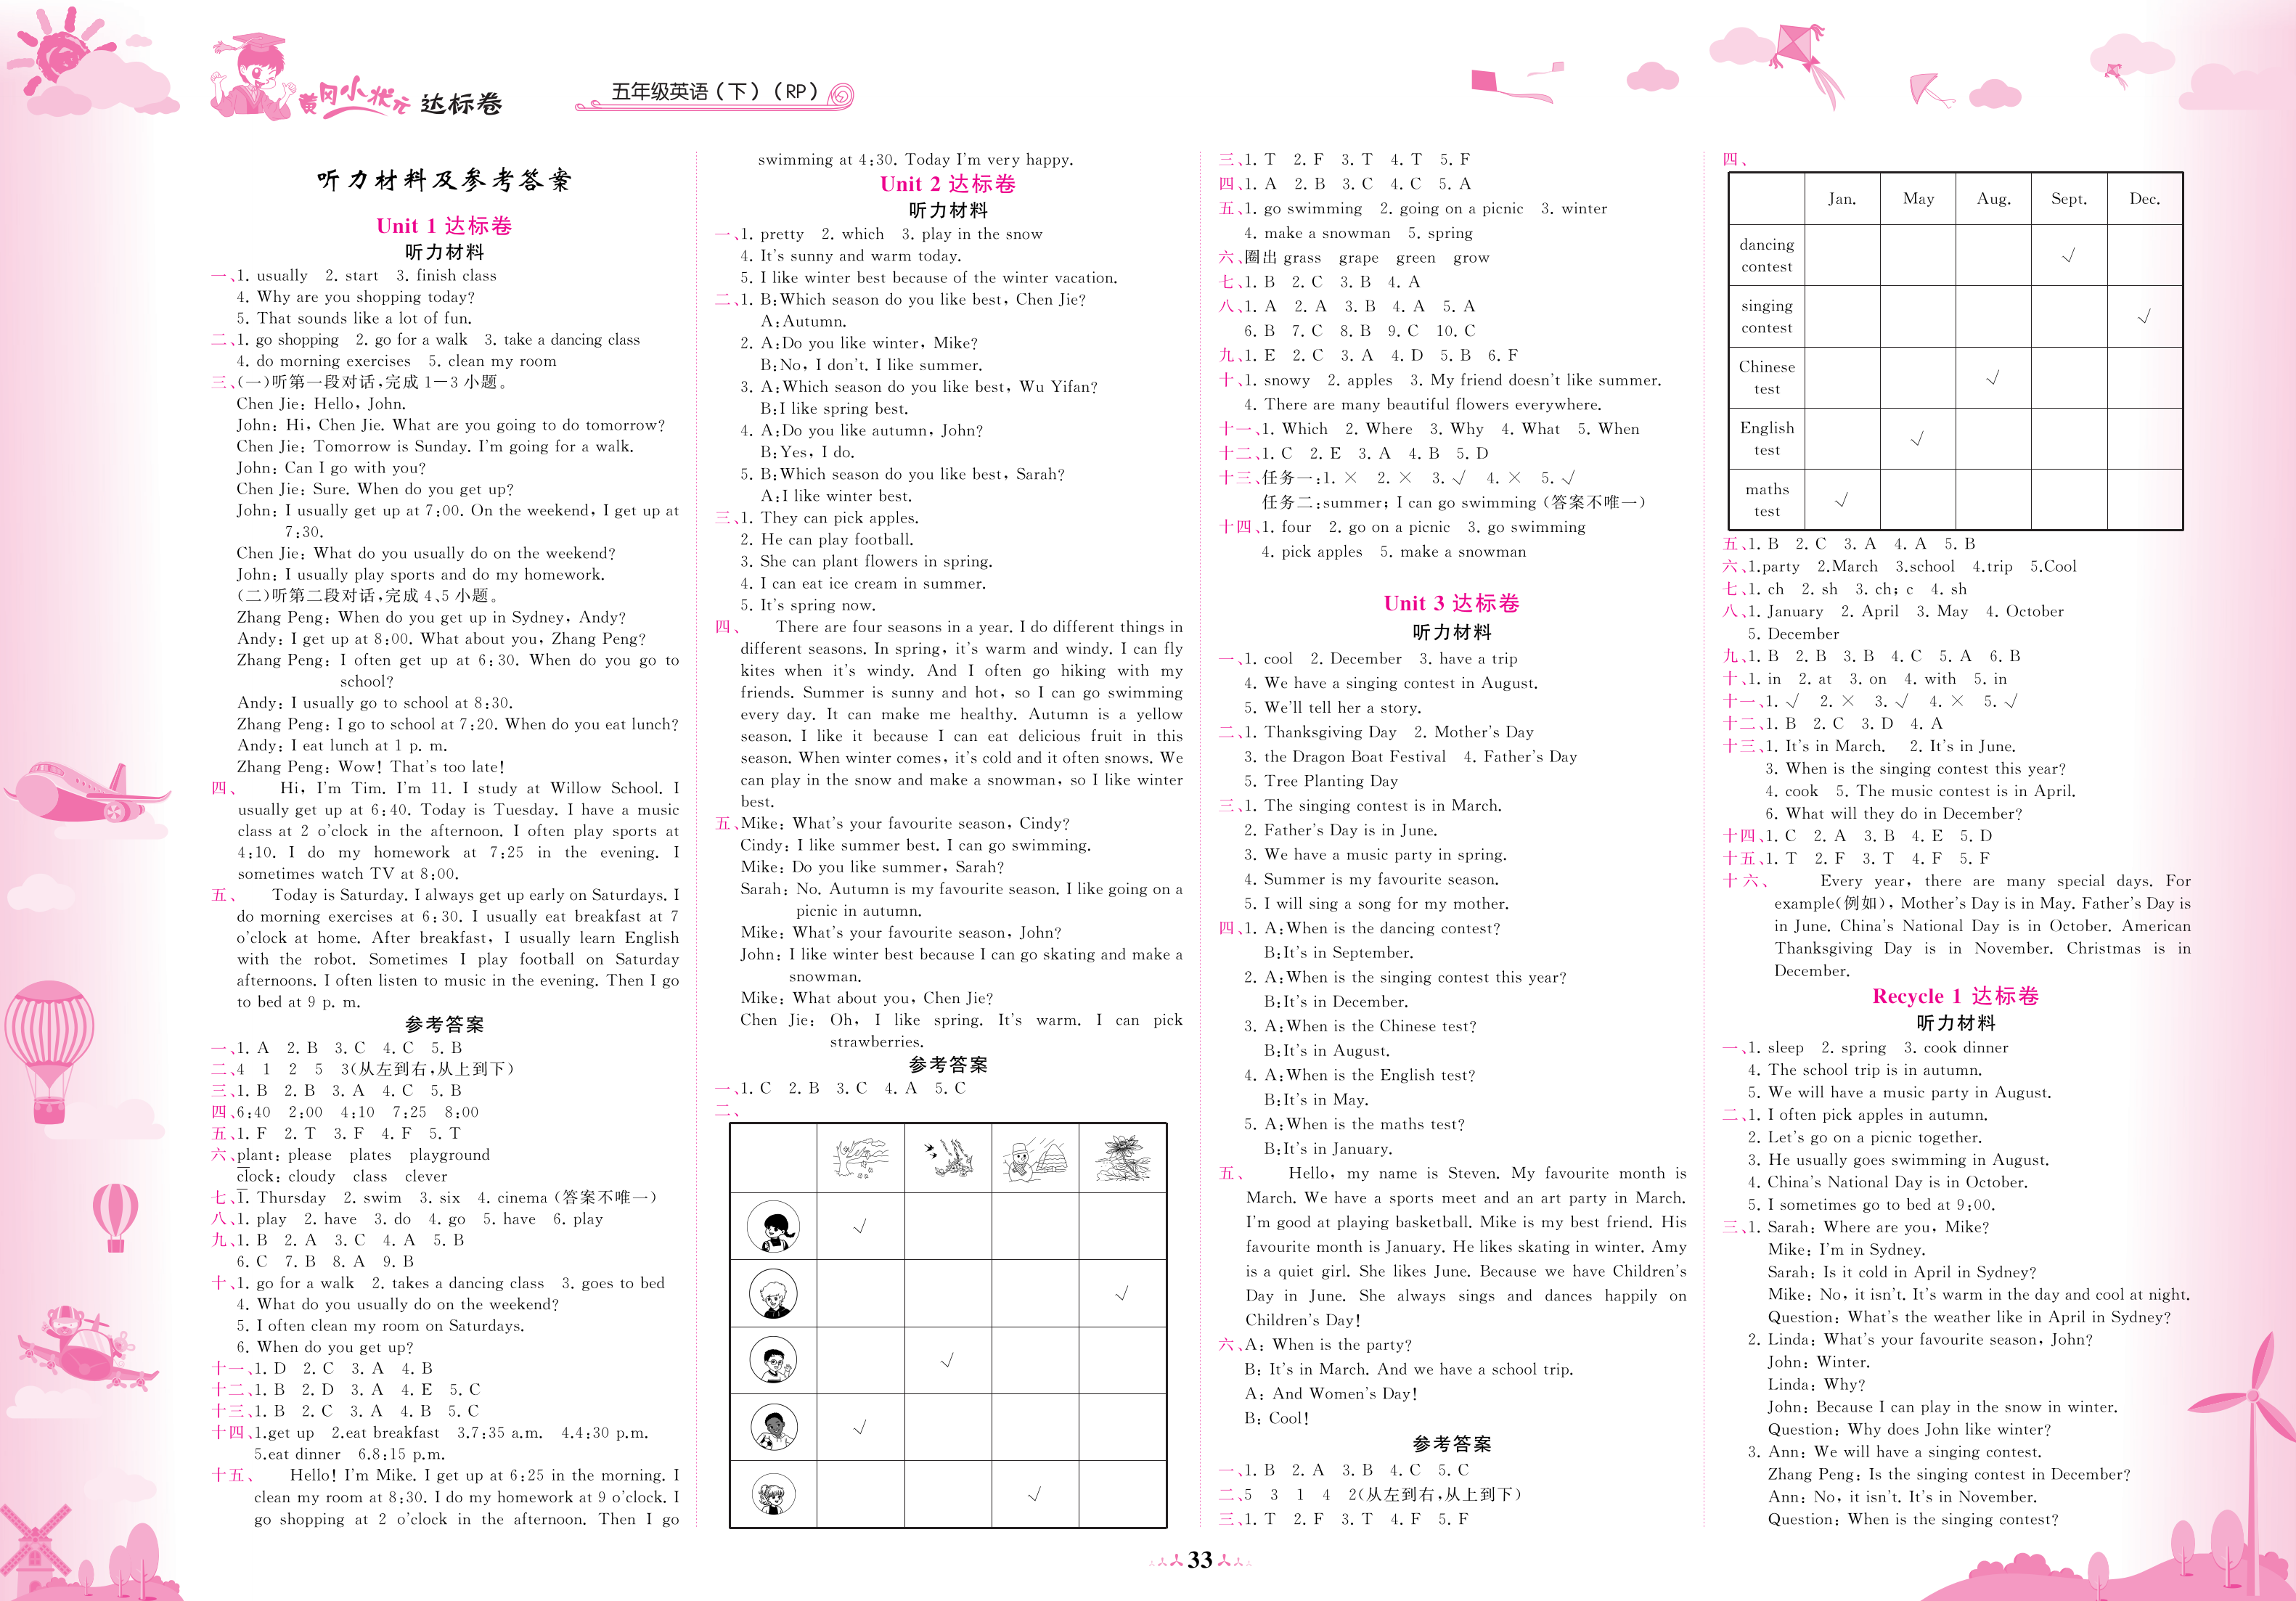 黄冈小状元 达标卷
五年级英语(下)(RP)
听力材料及参考答案
Unit 1 达标卷
听力材料
一、1. usually 2. start 3. finish class
4. Why are you shopping today?
5. That sounds like a lot of fun.
二、1. go shopping 2. go for a walk 3. take a dancing class
4. do morning exercises 5. clean my room
三、(一)听第一段对话,完成 1—3 小题。
Chen Jie: Hello, John.
John: Hi, Chen Jie. What are you going to do tomorrow?
Chen Jie: Tomorrow is Sunday. I'm going for a walk.
John: Can I go with you?
Chen Jie: Sure. When do you get up?
John: I usually get up at 7:00. On the weekend, I get up at
7:30.
Chen Jie: What do you usually do on the weekend?
John: I usually play sports and do my homework.
(二)听第二段对话,完成 4、5 小题。
Zhang Peng: When do you get up in Sydney, Andy?
Andy: I get up at 8:00. What about you, Zhang Peng?
Zhang Peng: I often get up at 6:30. When do you go to
school?
Andy: I usually go to school at 8:30.
Zhang Peng: I go to school at 7:20. When do you eat lunch?
Andy: I eat lunch at 1 p. m.
Zhang Peng: Wow! That's too late!
四、 Hi, I'm Tim. I'm 11. I study at Willow School. I
usually get up at 6:40. Today is Tuesday. I have a music
class at 2 o'clock in the afternoon. I often play sports at
4:10. I do my homework at 7:25 in the evening. I
sometimes watch TV at 8:00.
五、 Today is Saturday. I always get up early on Saturdays. I
do morning exercises at 6:30. I usually eat breakfast at 7
o'clock at home. After breakfast, I usually learn English
with the robot. Sometimes I play football on Saturday
afternoons. I often listen to music in the evening. Then I go
to bed at 9 p. m.
参考答案
一、1. A 2. B 3. C 4. C 5. B
二、4 1 2 5 3(从左到右,从上到下)
三、1. B 2. B 3. A 4. C 5. B
四、6:40 2:00 4:10 7:25 8:00
五、1. F 2. T 3. F 4. F 5. T
六、plant: please plates playground
clock: cloudy class clever
七、1. Thursday 2. swim 3. six 4. cinema (答案不唯一)
八、1. play 2. have 3. do 4. go 5. have 6. play
九、1. B 2. A 3. C 4. A 5. B
6. C 7. B 8. A 9. B
十、1. go for a walk 2. takes a dancing class 3. goes to bed
4. What do you usually do on the weekend?
5. I often clean my room on Saturdays.
6. When do you get up?
十一、1. D 2. C 3. A 4. B
十二、1. B 2. D 3. A 4. E 5. C
十三、1. B 2. C 3. A 4. B 5. C
十四、1.get up 2.eat breakfast 3.7:35 a.m. 4.4:30 p.m.
5.eat dinner 6.8:15 p.m.
十五、 Hello! I'm Mike. I get up at 6:25 in the morning. I
clean my room at 8:30. I do my homework at 9 o'clock. I
go shopping at 2 o'clock in the afternoon. Then I go
swimming at 4:30. Today I'm very happy.
Unit 2 达标卷
听力材料
一、1. pretty 2. which 3. play in the snow
4. It's sunny and warm today.
5. I like winter best because of the winter vacation.
二、1. B:Which season do you like best, Chen Jie?
A:Autumn.
2. A:Do you like winter, Mike?
B:No, I don't. I like summer.
3. A:Which season do you like best, Wu Yifan?
B:I like spring best.
4. A:Do you like autumn, John?
B:Yes, I do.
5. B:Which season do you like best, Sarah?
A:I like winter best.
三、1. They can pick apples.
2. He can play football.
3. She can plant flowers in spring.
4. I can eat ice cream in summer.
5. It's spring now.
四、 There are four seasons in a year. I do different things in
different seasons. In spring, it's warm and windy. I can fly
kites when it's windy. And I often go hiking with my
friends. Summer is sunny and hot, so I can go swimming
every day. It can make me healthy. Autumn is a yellow
season. I like it because I can eat delicious fruit in this
season. When winter comes, it's cold and it often snows. We
can play in the snow and make a snowman, so I like winter
best.
五、Mike: What's your favourite season, Cindy?
Cindy: I like summer best. I can go swimming.
Mike: Do you like summer, Sarah?
Sarah: No. Autumn is my favourite season. I like going on a
picnic in autumn.
Mike: What's your favourite season, John?
John: I like winter best because I can go skating and make a
snowman.
Mike: What about you, Chen Jie?
Chen Jie: Oh, I like spring. It's warm. I can pick
strawberries.
参考答案
一、1. C 2. B 3. C 4. A 5. C
二、
√
√
√
√
√
三、1. T 2. F 3. T 4. T 5. F
四、1. A 2. B 3. C 4. C 5. A
五、1. go swimming 2. going on a picnic 3. winter
4. make a snowman 5. spring
六、圈出 grass grape green grow
七、1. B 2. C 3. B 4. A
八、1. A 2. A 3. B 4. A 5. A
6. B 7. C 8. B 9. C 10. C
九、1. E 2. C 3. A 4. D 5. B 6. F
十、1. snowy 2. apples 3. My friend doesn't like summer.
4. There are many beautiful flowers everywhere.
十一、1. Which 2. Where 3. Why 4. What 5. When
十二、1. C 2. E 3. A 4. B 5. D
十三、任务一:1. × 2. × 3. √ 4. × 5. √
任务二:summer; I can go swimming (答案不唯一)
十四、1. four 2. go on a picnic 3. go swimming
4. pick apples 5. make a snowman
Unit 3 达标卷
听力材料
一、1. cool 2. December 3. have a trip
4. We have a singing contest in August.
5. We'll tell her a story.
二、1. Thanksgiving Day 2. Mother's Day
3. the Dragon Boat Festival 4. Father's Day
5. Tree Planting Day
三、1. The singing contest is in March.
2. Father's Day is in June.
3. We have a music party in spring.
4. Summer is my favourite season.
5. I will sing a song for my mother.
四、1. A:When is the dancing contest?
B:It's in September.
2. A:When is the singing contest this year?
B:It's in December.
3. A:When is the Chinese test?
B:It's in August.
4. A:When is the English test?
B:It's in May.
5. A:When is the maths test?
B:It's in January.
五、 Hello, my name is Steven. My favourite month is
March. We have a sports meet and an art party in March.
I'm good at playing basketball. Mike is my best friend. His
favourite month is January. He likes skating in winter. Amy
is a quiet girl. She likes June. Because we have Children's
Day in June. She always sings and dances happily on
Children's Day!
六、A: When is the party?
B: It's in March. And we have a school trip.
A: And Women's Day!
B: Cool!
参考答案
一、1. B 2. A 3. B 4. C 5. C
二、5 3 1 4 2(从左到右,从上到下)
三、1. T 2. F 3. T 4. F 5. F
四、
Jan. May Aug. Sept. Dec.
dancing
contest √
singing
contest √
Chinese
test √
English
test √
maths
test √
五、1. B 2. C 3. A 4. A 5. B
六、1.party 2.March 3.school 4.trip 5.Cool
七、1. ch 2. sh 3. ch; c 4. sh
八、1. January 2. April 3. May 4. October
5. December
九、1. B 2. B 3. B 4. C 5. A 6. B
十、1. in 2. at 3. on 4. with 5. in
十一、1. √ 2. × 3. √ 4. × 5. √
十二、1. B 2. C 3. D 4. A
十三、1. It's in March. 2. It's in June.
3. When is the singing contest this year?
4. cook 5. The music contest is in April.
6. What will they do in December?
十四、1. C 2. A 3. B 4. E 5. D
十五、1. T 2. F 3. T 4. F 5. F
十六、 Every year, there are many special days. For
example(例如), Mother's Day is in May. Father's Day is
in June. China's National Day is in October. American
Thanksgiving Day is in November. Christmas is in
December.
Recycle 1 达标卷
听力材料
一、1. sleep 2. spring 3. cook dinner
4. The school trip is in autumn.
5. We will have a music party in August.
二、1. I often pick apples in autumn.
2. Let's go on a picnic together.
3. He usually goes swimming in August.
4. China's National Day is in October.
5. I sometimes go to bed at 9:00.
三、1. Sarah: Where are you, Mike?
Mike: I'm in Sydney.
Sarah: Is it cold in April in Sydney?
Mike: No, it isn't. It's warm in the day and cool at night.
Question: What's the weather like in April in Sydney?
2. Linda: What's your favourite season, John?
John: Winter.
Linda: Why?
John: Because I can play in the snow in winter.
Question: Why does John like winter?
3. Ann: We will have a singing contest.
Zhang Peng: Is the singing contest in December?
Ann: No, it isn't. It's in November.
Question: When is the singing contest?
33